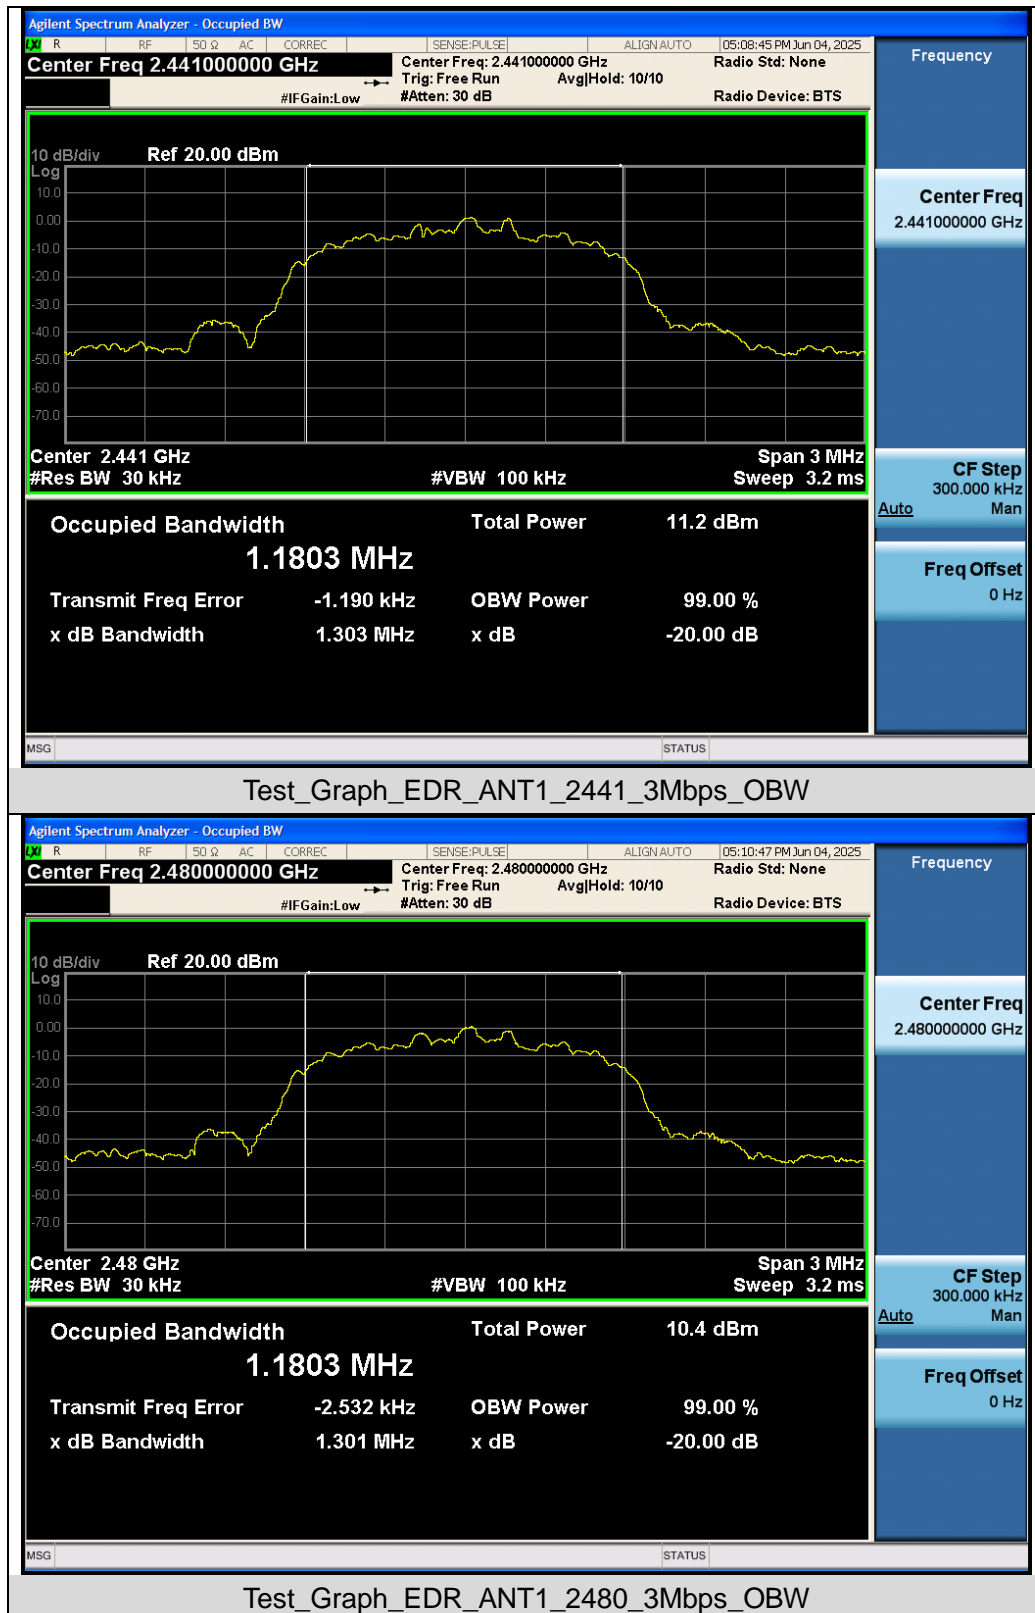 Agilent Spectrum Analyzer - Occupied BW
LXI R RF 50 Ω AC CORREC SENSE:PULSE ALIGN AUTO 05:08:45 PM Jun 04, 2025
Center Freq 2.441000000 GHz Center Freq: 2.441000000 GHz Radio Std: None Frequency
Trig: Free Run Avg|Hold: 10/10
#IFGain:Low #Atten: 30 dB Radio Device: BTS
10 dB/div Ref 20.00 dBm
Log
10.0
0.00
-10.0
-20.0
-30.0
-40.0
-50.0
-60.0
-70.0
Center Freq
2.441000000 GHz
Center 2.441 GHz Span 3 MHz
#Res BW 30 kHz #VBW 100 kHz Sweep 3.2 ms
CF Step
300.000 kHz
Auto Man
Occupied Bandwidth Total Power 11.2 dBm
1.1803 MHz
Freq Offset
0 Hz
Transmit Freq Error -1.190 kHz OBW Power 99.00 %
x dB Bandwidth 1.303 MHz x dB -20.00 dB
MSG STATUS
Test_Graph_EDR_ANT1_2441_3Mbps_OBW
Agilent Spectrum Analyzer - Occupied BW
LXI R RF 50 Ω AC CORREC SENSE:PULSE ALIGN AUTO 05:10:47 PM Jun 04, 2025
Center Freq 2.480000000 GHz Center Freq: 2.480000000 GHz Radio Std: None Frequency
Trig: Free Run Avg|Hold: 10/10
#IFGain:Low #Atten: 30 dB Radio Device: BTS
10 dB/div Ref 20.00 dBm
Log
10.0
0.00
-10.0
-20.0
-30.0
-40.0
-50.0
-60.0
-70.0
Center Freq
2.480000000 GHz
Center 2.48 GHz Span 3 MHz
#Res BW 30 kHz #VBW 100 kHz Sweep 3.2 ms
CF Step
300.000 kHz
Auto Man
Occupied Bandwidth Total Power 10.4 dBm
1.1803 MHz
Freq Offset
0 Hz
Transmit Freq Error -2.532 kHz OBW Power 99.00 %
x dB Bandwidth 1.301 MHz x dB -20.00 dB
MSG STATUS
Test_Graph_EDR_ANT1_2480_3Mbps_OBW